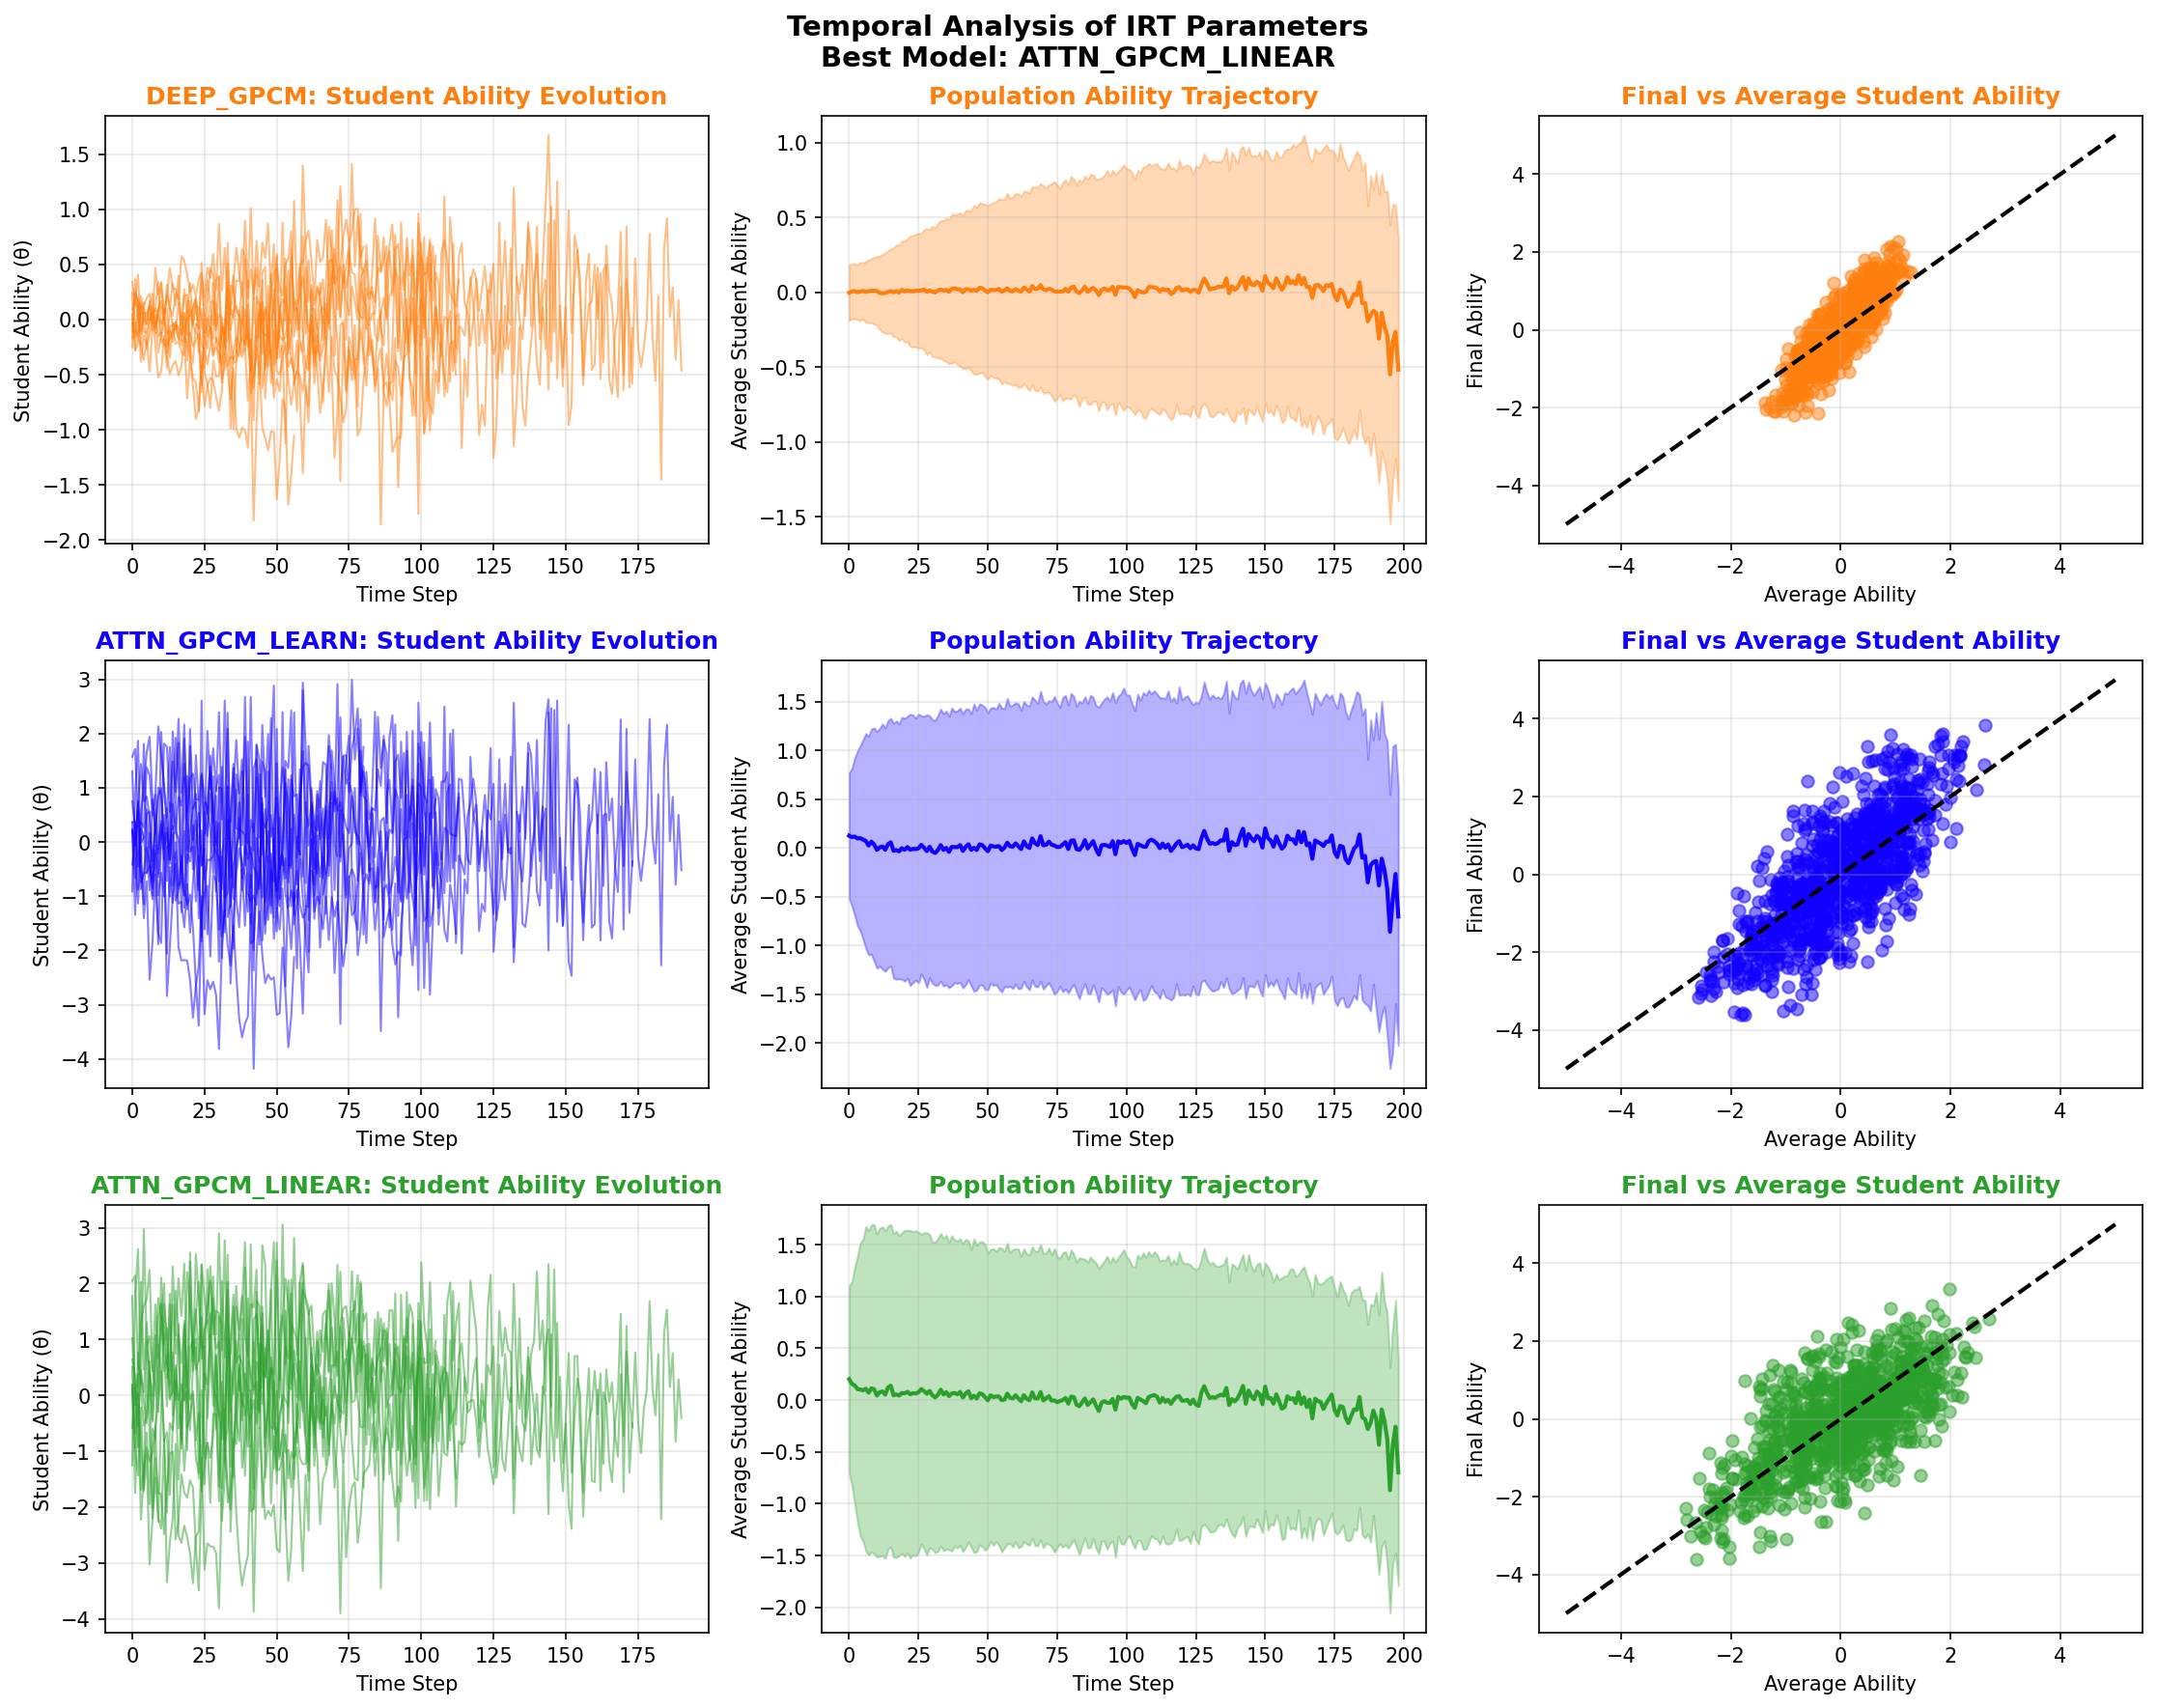 Temporal Analysis of IRT Parameters
Best Model: ATTN_GPCM_LINEAR
DEEP_GPCM: Student Ability Evolution
Student Ability (θ)
1.5
1.0
0.5
0.0
−0.5
−1.0
−1.5
−2.0
0 25 50 75 100 125 150 175
Time Step
Population Ability Trajectory
Average Student Ability
1.0
0.5
0.0
−0.5
−1.0
−1.5
0 25 50 75 100 125 150 175 200
Time Step
Final vs Average Student Ability
Final Ability
4
2
0
−2
−4
−4 −2 0 2 4
Average Ability
ATTN_GPCM_LEARN: Student Ability Evolution
Student Ability (θ)
3
2
1
0
−1
−2
−3
−4
0 25 50 75 100 125 150 175
Time Step
Population Ability Trajectory
Average Student Ability
1.5
1.0
0.5
0.0
−0.5
−1.0
−1.5
−2.0
0 25 50 75 100 125 150 175 200
Time Step
Final vs Average Student Ability
Final Ability
4
2
0
−2
−4
−4 −2 0 2 4
Average Ability
ATTN_GPCM_LINEAR: Student Ability Evolution
Student Ability (θ)
3
2
1
0
−1
−2
−3
−4
0 25 50 75 100 125 150 175
Time Step
Population Ability Trajectory
Average Student Ability
1.5
1.0
0.5
0.0
−0.5
−1.0
−1.5
−2.0
0 25 50 75 100 125 150 175 200
Time Step
Final vs Average Student Ability
Final Ability
4
2
0
−2
−4
−4 −2 0 2 4
Average Ability